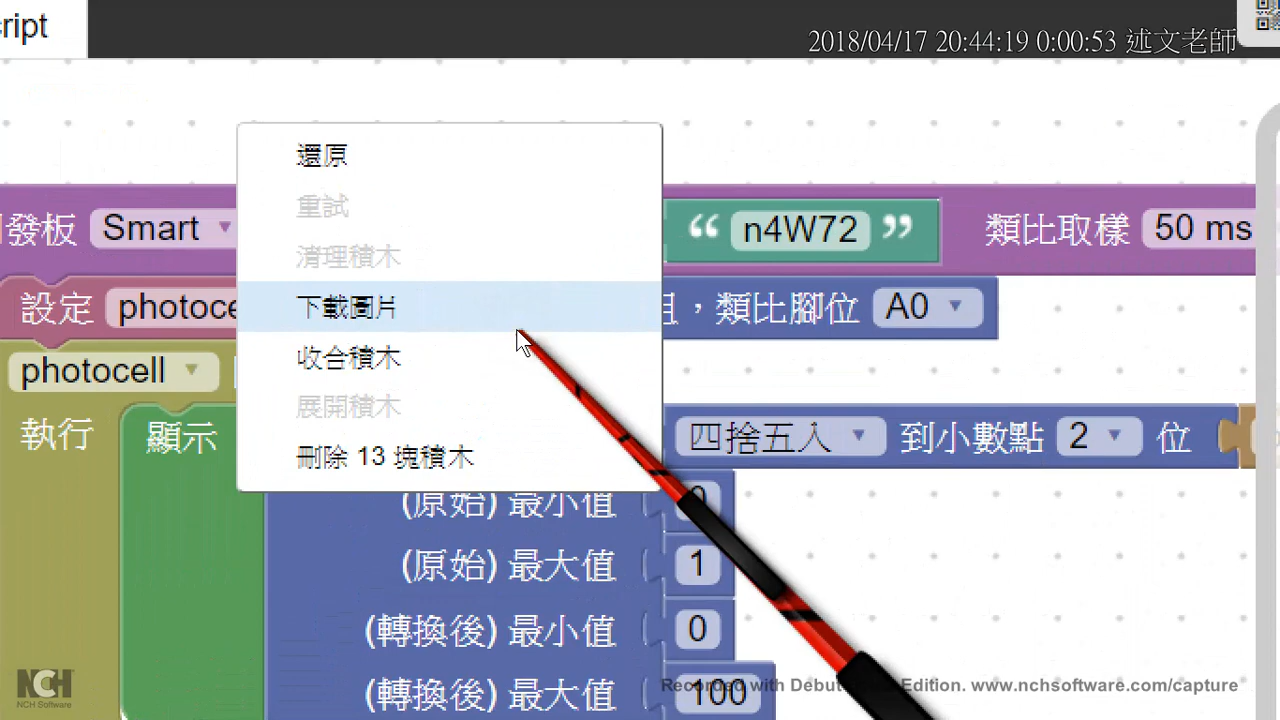 cript
2018/04/17 20:44:19 0:00:53 述文老師
還原
重試
清理積木
下載圖片
收合積木
展開積木
刪除 13 塊積木
發板 Smart “ n4W72 ” 類比取樣 50 ms
設定 photoce ，類比腳位 A0
photocell
執行 顯示 四捨五入 到小數點 2 位
(原始) 最小值 0
(原始) 最大值 1
(轉換後) 最小值 0
(轉換後) 最大值 100
NCH
NCH Software
Recorded with Debut Edition. www.nchsoftware.com/capture